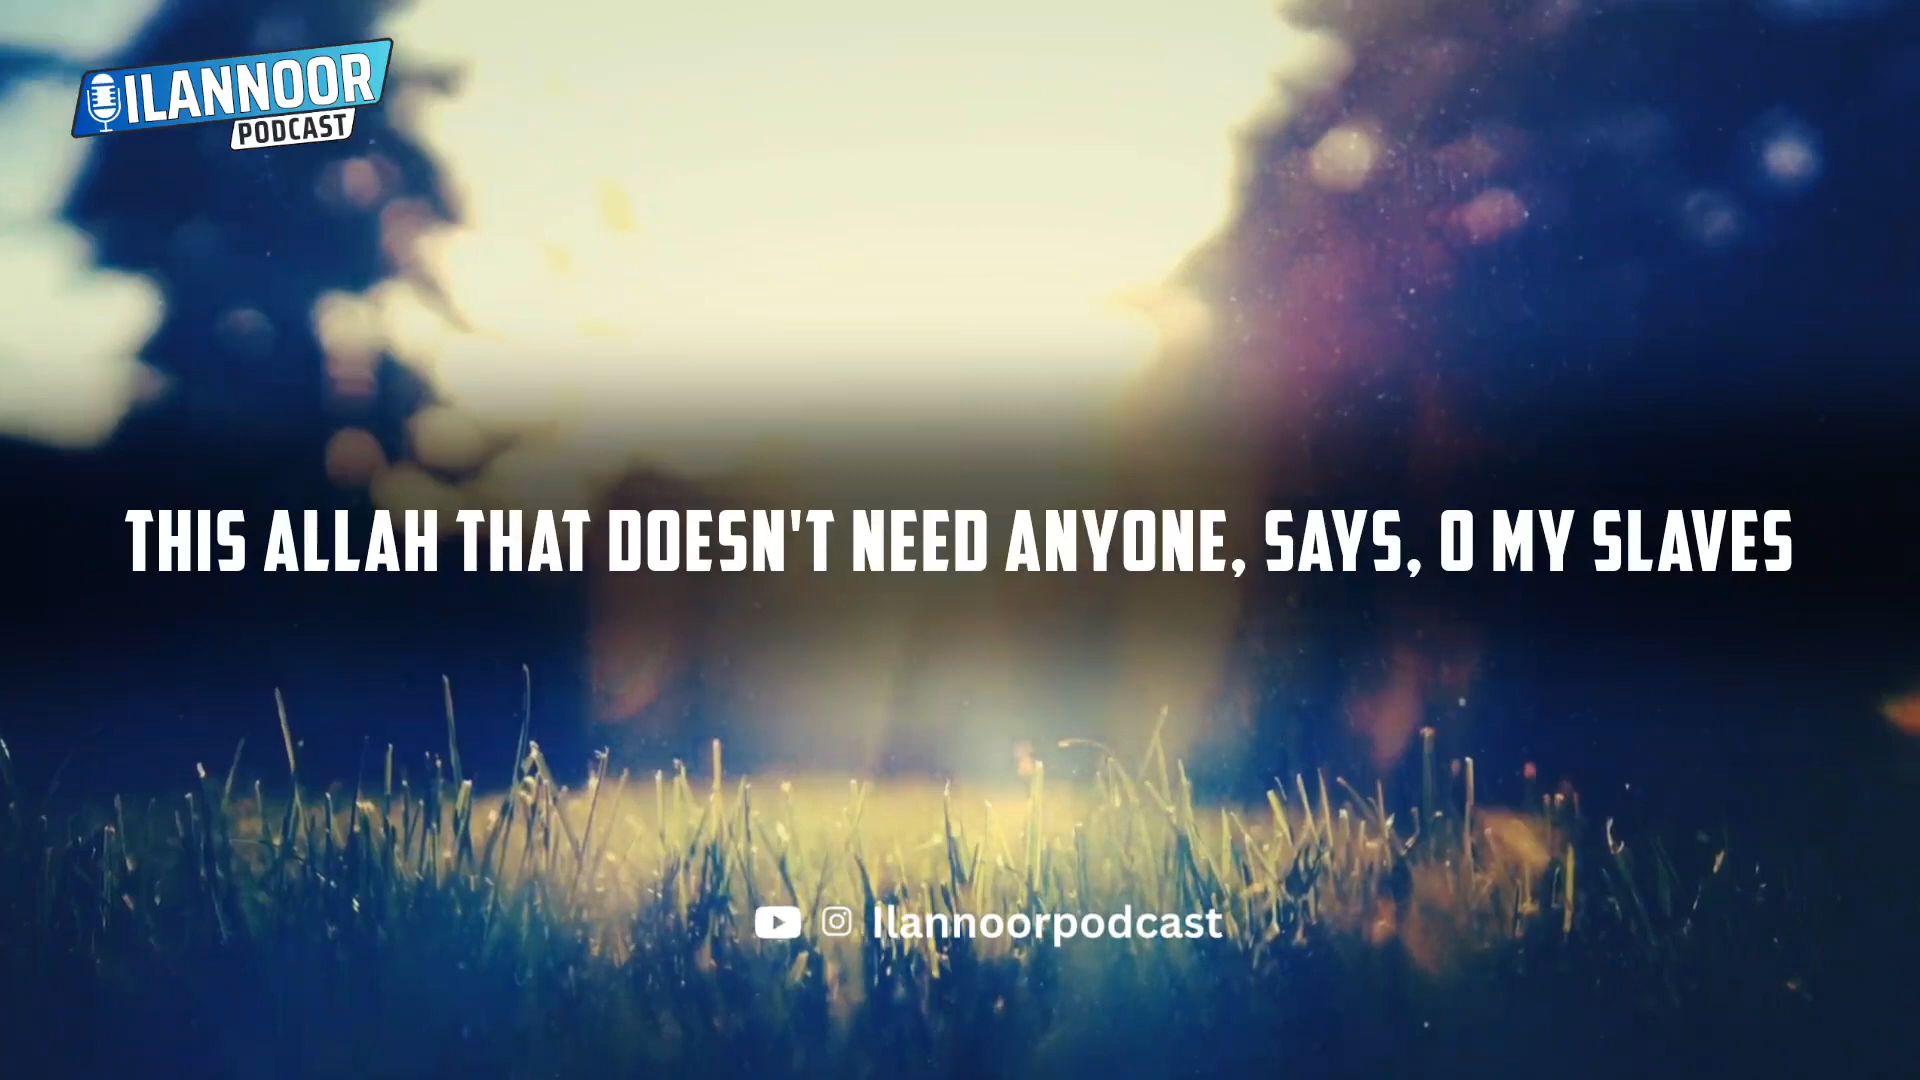 ILANNOOR
PODCAST
THIS ALLAH THAT DOESN'T NEED ANYONE, SAYS, O MY SLAVES
Ilannoorpodcast